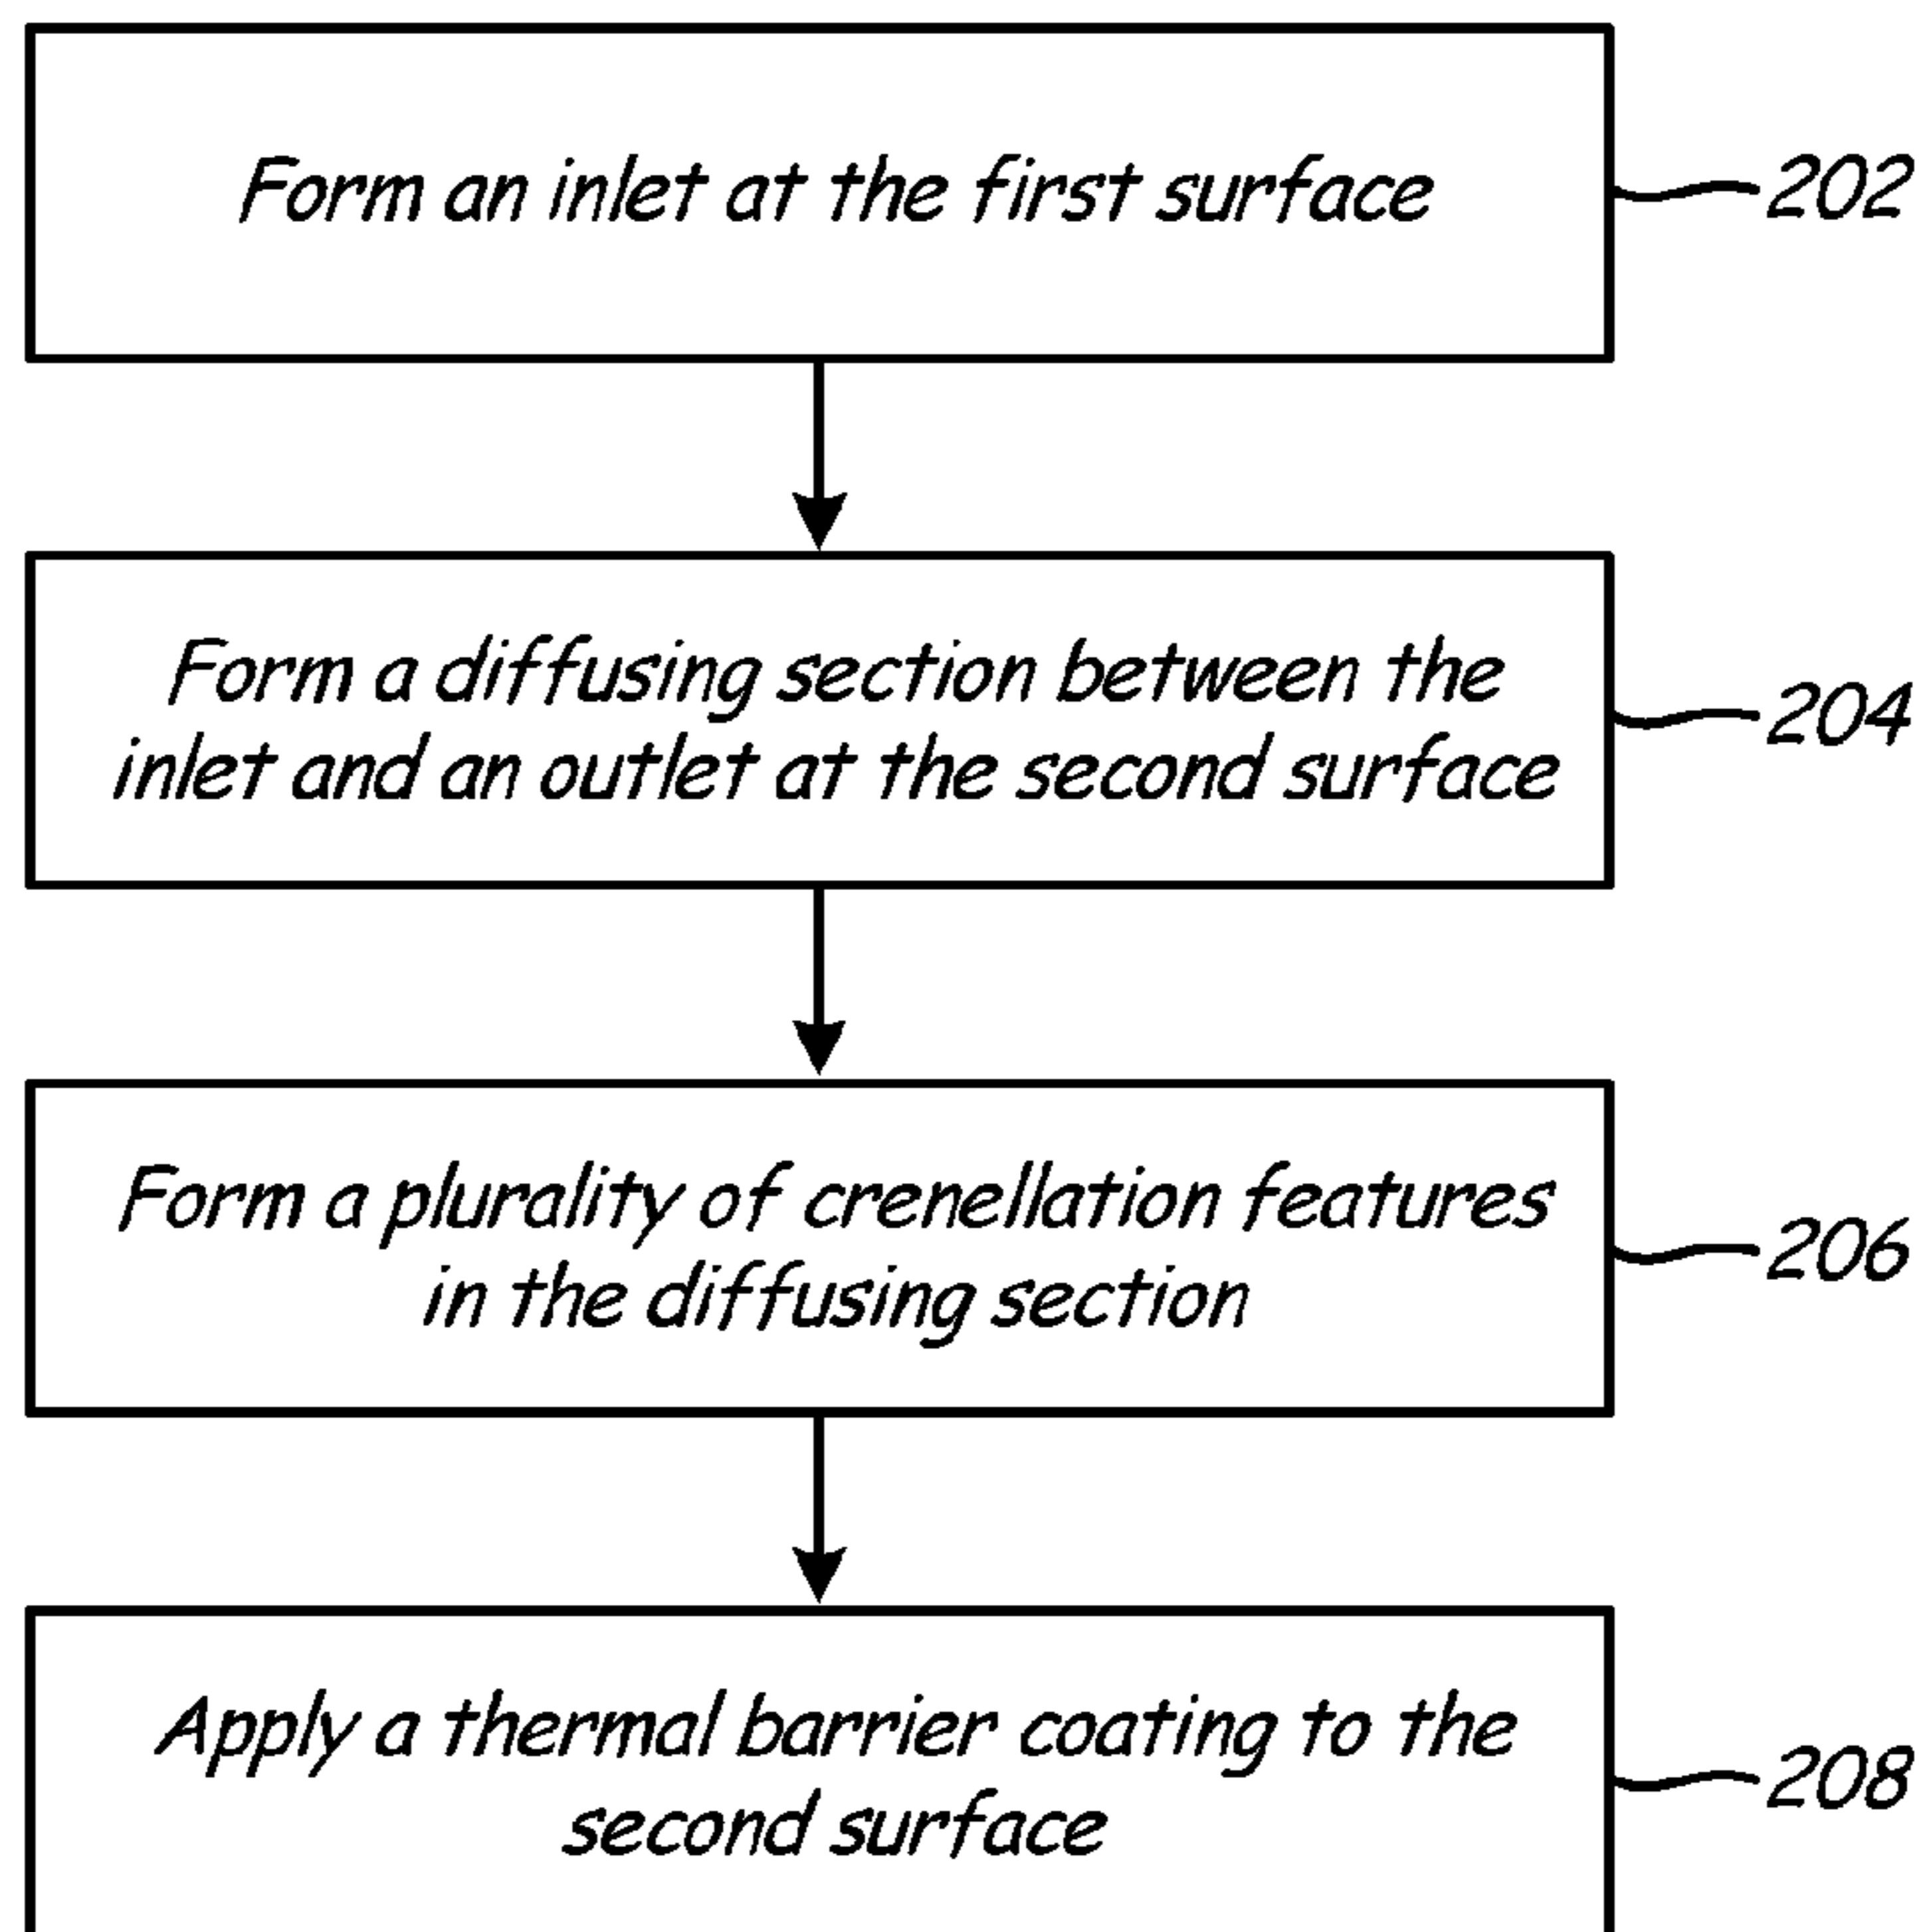 Form an inlet at the first surface
202
Form a diffusing section between the
inlet and an outlet at the second surface
204
Form a plurality of crenellation features
in the diffusing section
206
Apply a thermal barrier coating to the
second surface
208